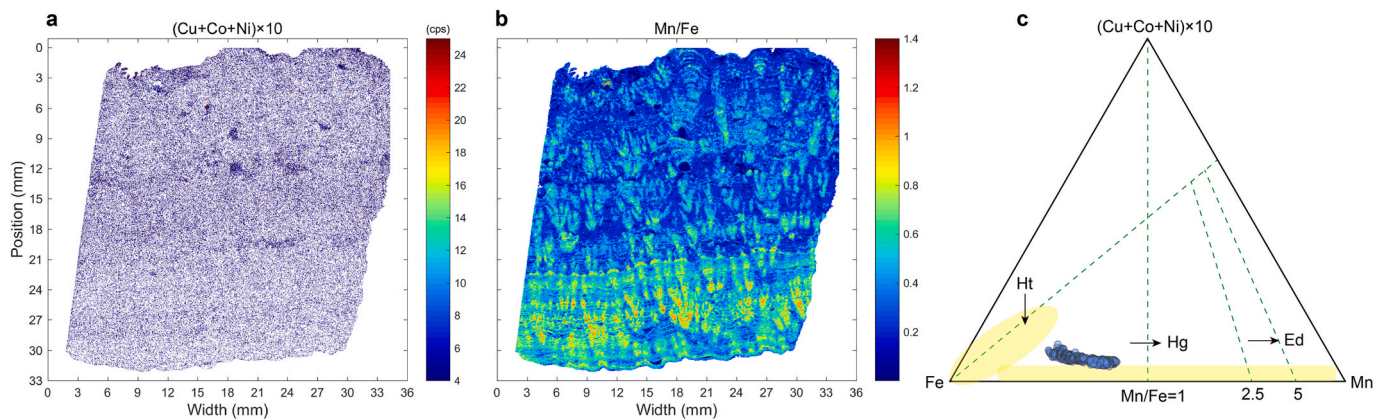 a
(Cu+Co+Ni)×10
(cps)
0
3
6
9
12
15
18
21
24
27
30
33
Position (mm)
0 3 6 9 12 15 18 21 24 27 30 33 36
Width (mm)
24
22
20
18
16
14
12
10
8
6
4
b
Mn/Fe
0 3 6 9 12 15 18 21 24 27 30 33 36
Width (mm)
1.4
1.2
1
0.8
0.6
0.4
0.2
c
(Cu+Co+Ni)×10
Ht
Hg
Ed
Fe
Mn
Mn/Fe=1
2.5
5